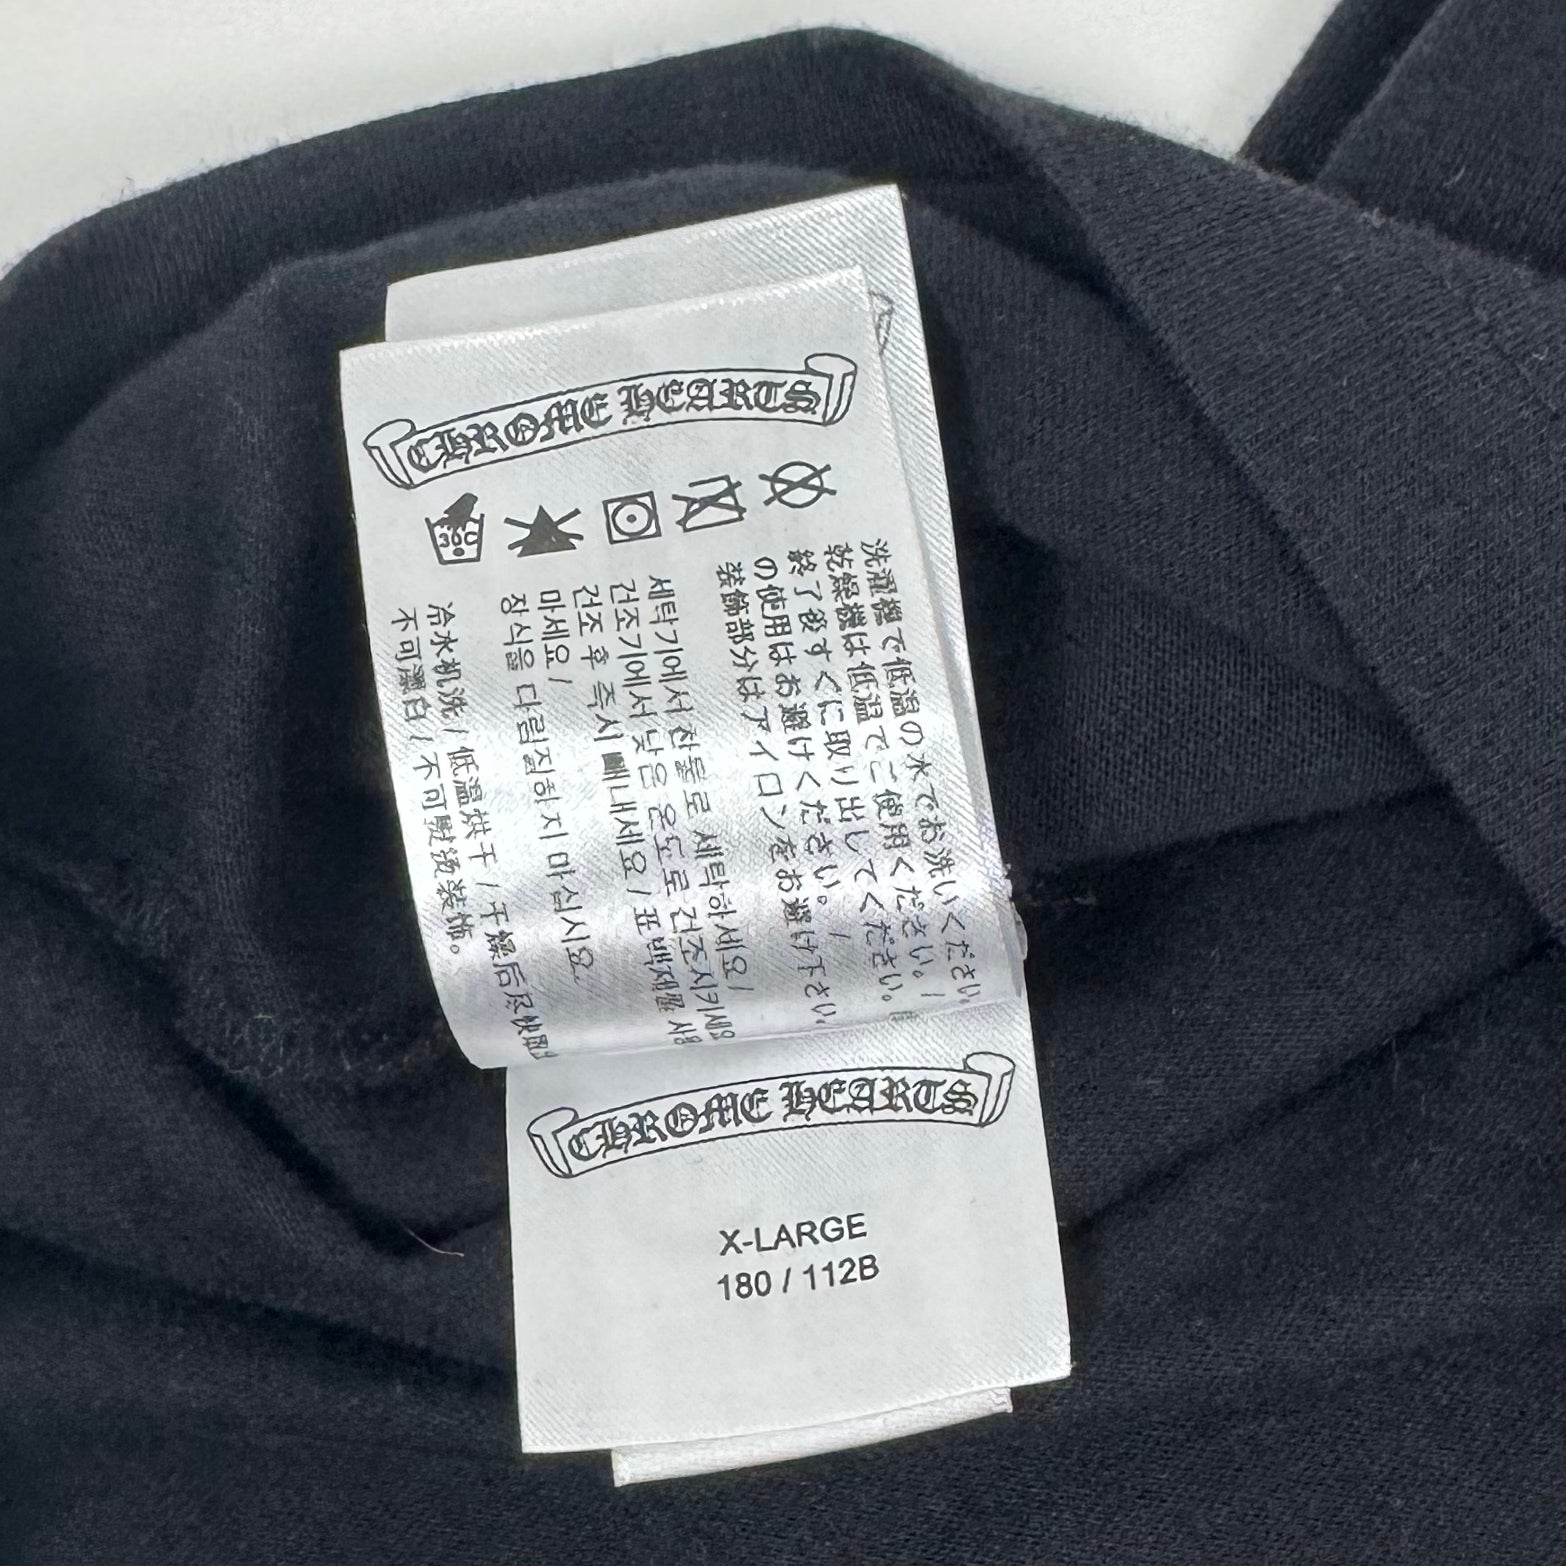 CHROME HEARTS
30C
洗濯機で低温の水でお洗いください。/
乾燥機は低温でご使用ください。/
終了後すぐに取り出してください。
の使用はお避けください。/
装飾部分はアイロンをお避け下さい。
세탁기에서 찬물로 세탁하세요/
건조기에서 낮은 온도로 건조시키세요
건조 후 즉시 빼내세요 / 표백제를 사용
마세요 /
장식을 다림질하지 마십시요.
冷水机洗 / 低溫烘干 / 干燥后尽快
不可漂白 / 不可熨烫装饰。
CHROME HEARTS
X-LARGE
180 / 112B